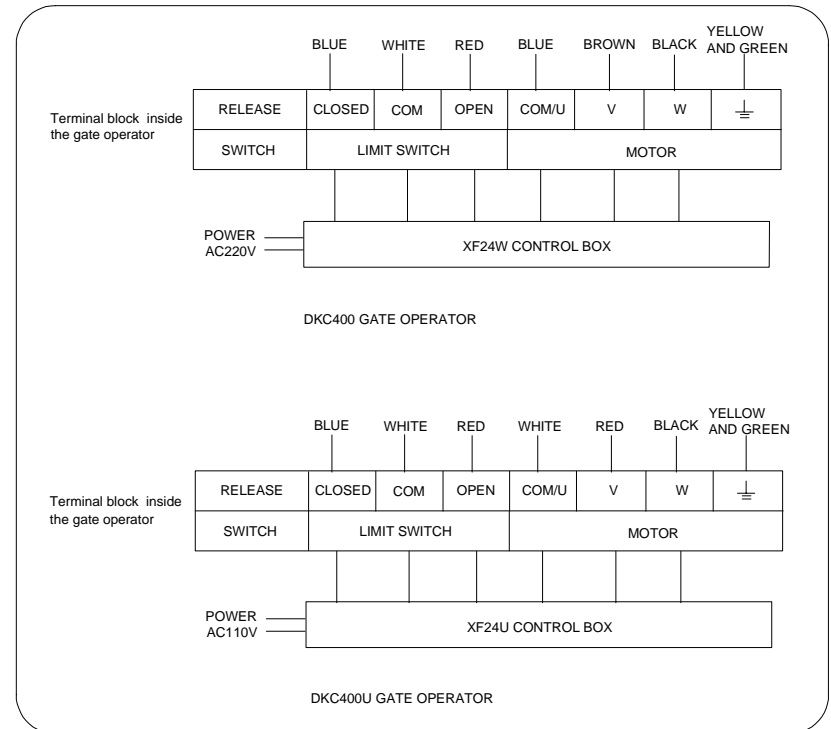 BLUE WHITE RED BLUE BROWN BLACK YELLOW
AND GREEN
Terminal block inside
the gate operator
RELEASE CLOSED COM OPEN COM/U V W
SWITCH LIMIT SWITCH MOTOR
POWER
AC220V
XF24W CONTROL BOX
DKC400 GATE OPERATOR
BLUE WHITE RED WHITE RED BLACK YELLOW
AND GREEN
Terminal block inside
the gate operator
RELEASE CLOSED COM OPEN COM/U V W
SWITCH LIMIT SWITCH MOTOR
POWER
AC110V
XF24U CONTROL BOX
DKC400U GATE OPERATOR